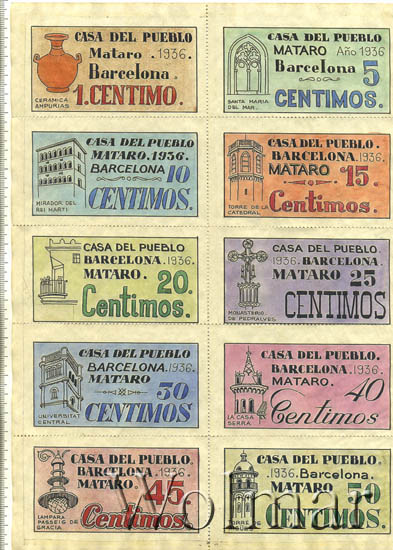 CASA DEL PUEBLO
Mataro . 1936.
Barcelona.
1. CENTIMO.
CERAMICA
AMPURIAS
CASA DEL PUEBLO
MATARO Año 1936
Barcelona 5
CENTIMOS.
SANTA MARIA
DEL MAR.
CASA DEL PUEBLO
MATARO. 1936.
BARCELONA 10
CENTIMOS.
MIRADOR DEL
REI MARTI
CASA DEL PUEBLO.
BARCELONA. 1936.
MATARO 15.
Centimos.
TORRE DE LA
CATEDRAL
CASA DEL PUEBLO
BARCELONA. 1936.
MATARO. 20.
Centimos.
CASA DEL PUEBLO
1936. BARCELONA.
MATARO 25
CENTIMOS
MONASTERIO
DE PEDRALVES
CASA DEL PUEBLO
BARCELONA. 1936.
MATARO
30
CENTIMOS
UNIVERSITAT
CENTRAL
CASA DEL PUEBLO.
BARCELONA. 1936.
MATARO. 40
Centimos
LA CASA
SERRA
CASA DEL PUEBLO
BARCELONA. 1936.
MATARO. 45
Centimos.
LAMPARA
PASSEIG DE
GRACIA
CASA DEL PUEBLO
. 1936. Barcelona.
MATARO 50
CENTIMOS.
TORRE DE
Wolmar